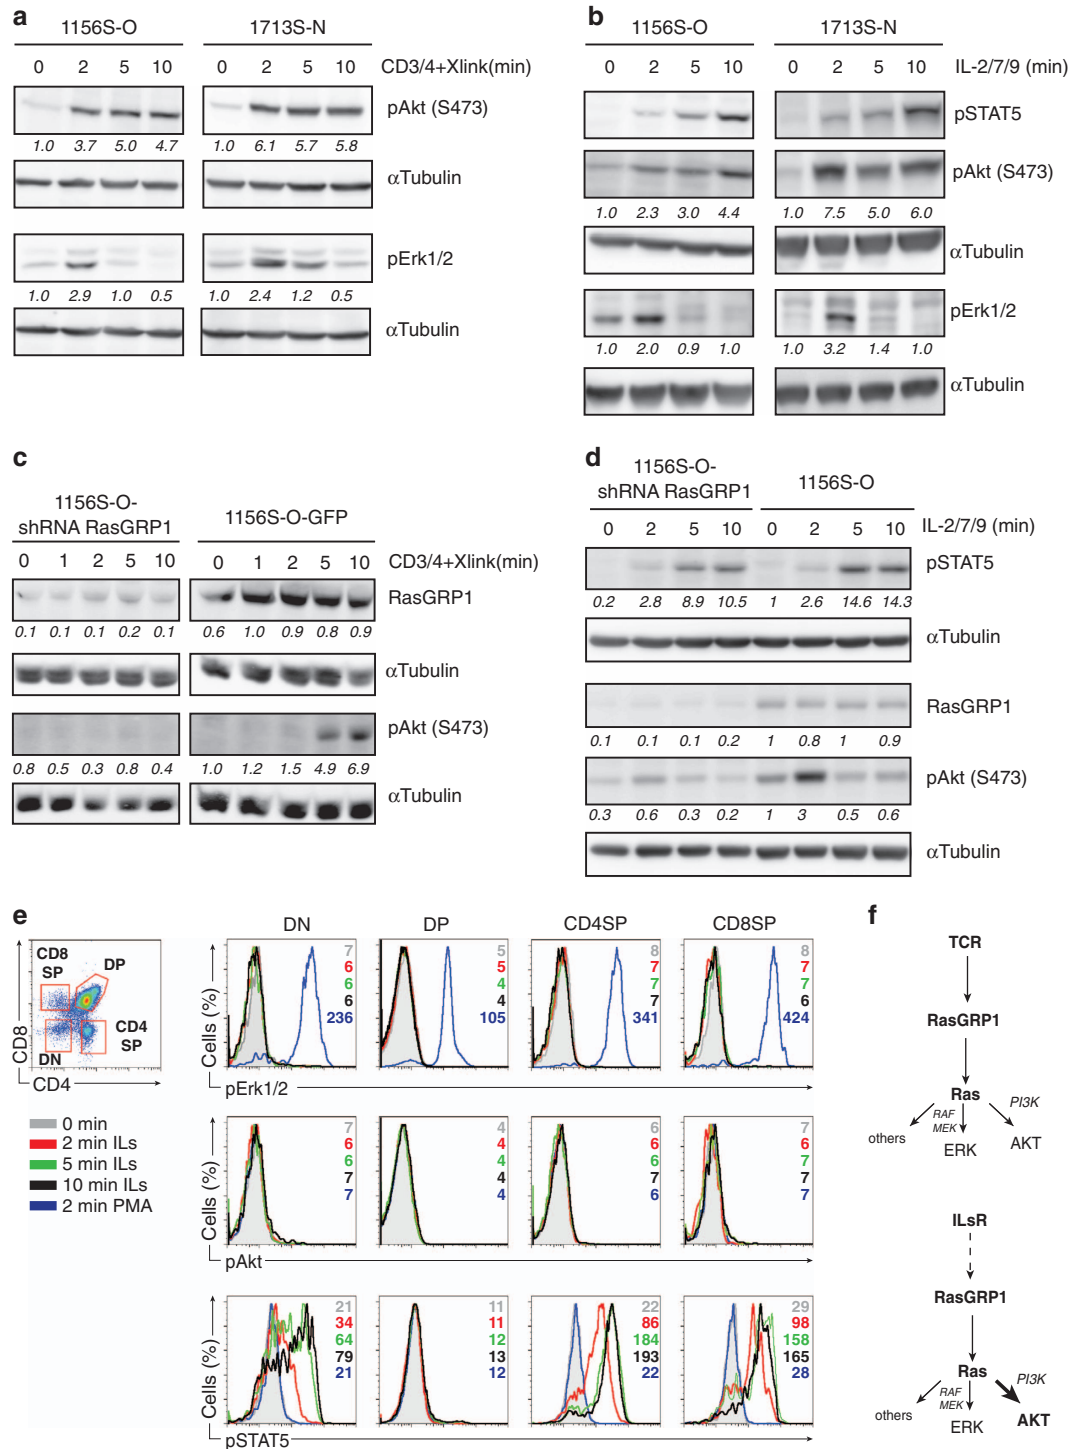 a
1156S-O 1713S-N
0 2 5 10 0 2 5 10 CD3/4+Xlink(min)
pAkt (S473)
1.0 3.7 5.0 4.7 1.0 6.1 5.7 5.8
αTubulin
pErk1/2
1.0 2.9 1.0 0.5 1.0 2.4 1.2 0.5
αTubulin
b
1156S-O 1713S-N
0 2 5 10 0 2 5 10 IL-2/7/9 (min)
pSTAT5
pAkt (S473)
1.0 2.3 3.0 4.4 1.0 7.5 5.0 6.0
αTubulin
pErk1/2
1.0 2.0 0.9 1.0 1.0 3.2 1.4 1.0
αTubulin
c
1156S-O-
shRNA RasGRP1
1156S-O-GFP
0 1 2 5 10 0 1 2 5 10 CD3/4+Xlink(min)
RasGRP1
0.1 0.1 0.1 0.2 0.1 0.6 1.0 0.9 0.8 0.9
αTubulin
pAkt (S473)
0.8 0.5 0.3 0.8 0.4 1.0 1.2 1.5 4.9 6.9
αTubulin
d
1156S-O-
shRNA RasGRP1
1156S-O
0 2 5 10 0 2 5 10 IL-2/7/9 (min)
pSTAT5
0.2 2.8 8.9 10.5 1 2.6 14.6 14.3
αTubulin
RasGRP1
0.1 0.1 0.1 0.2 1 0.8 1 0.9
pAkt (S473)
0.3 0.6 0.3 0.2 1 3 0.5 0.6
αTubulin
e
CD8
SP
DP
CD4
SP
DN
CD8
CD4
0 min
2 min ILs
5 min ILs
10 min ILs
2 min PMA
DN DP CD4SP CD8SP
Cells (%)
7
6
6
6
236
5
5
4
4
105
8
7
7
7
341
8
7
7
6
424
pErk1/2
Cells (%)
7
6
6
7
7
4
4
4
4
4
7
6
6
7
6
7
6
7
7
7
pAkt
Cells (%)
21
34
64
79
21
11
11
12
13
12
22
86
184
193
22
29
98
158
165
28
pSTAT5
f
TCR
RasGRP1
Ras
PI3K
RAF
MEK
others
ERK
AKT
ILsR
RasGRP1
Ras
PI3K
RAF
MEK
others
ERK
AKT